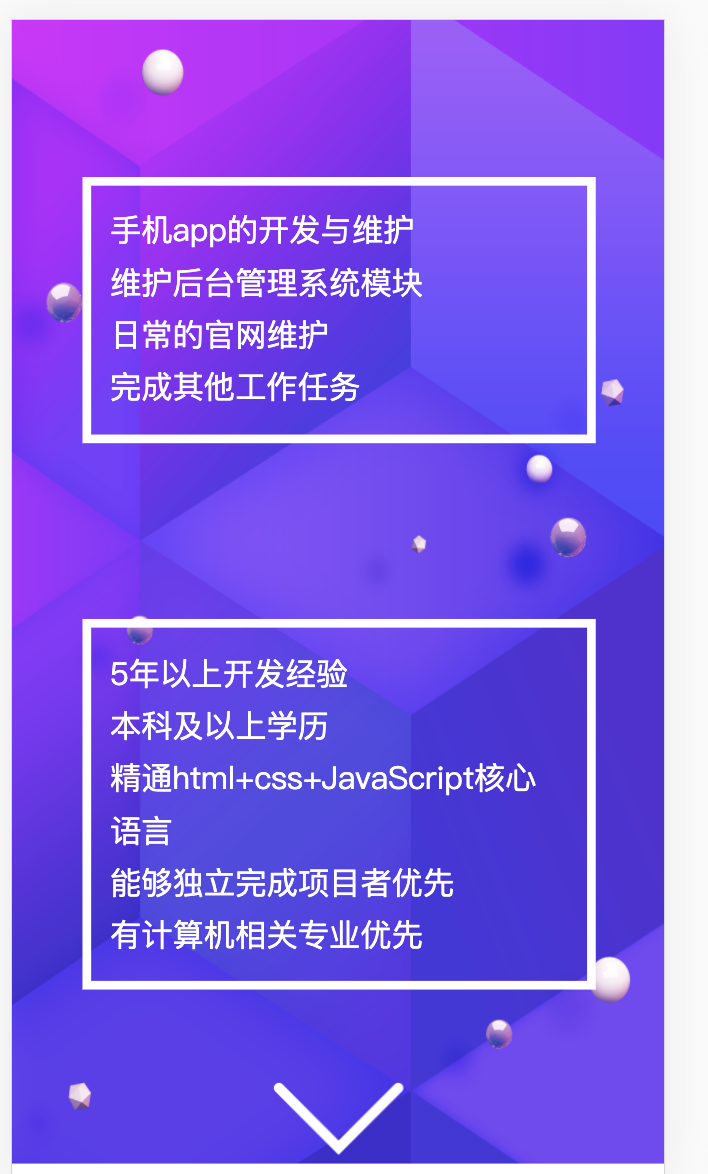 手机app的开发与维护
维护后台管理系统模块
日常的官网维护
完成其他工作任务
5年以上开发经验
本科及以上学历
精通html+css+JavaScript核心
语言
能够独立完成项目者优先
有计算机相关专业优先